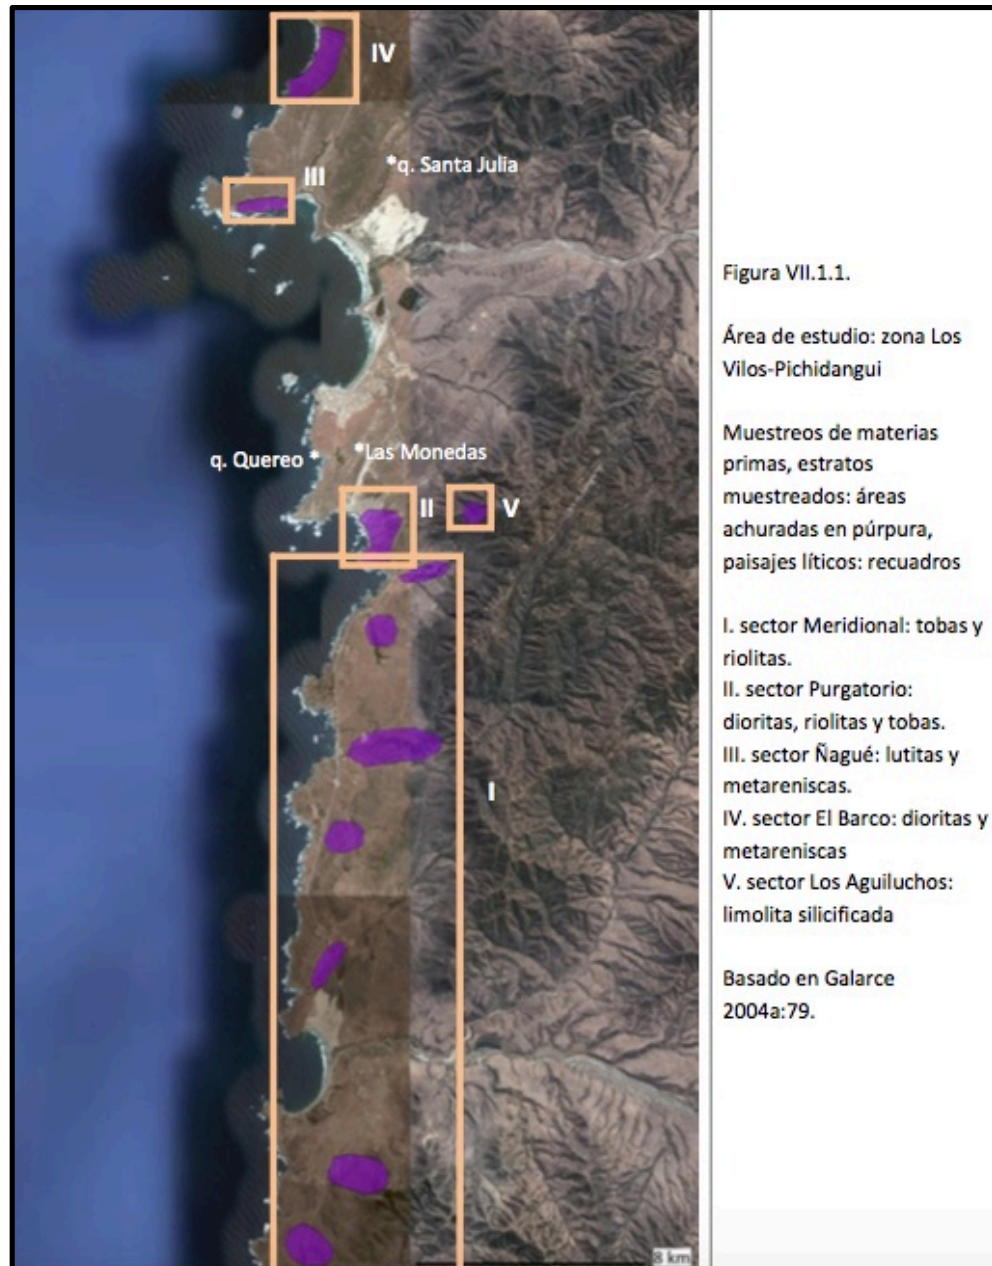 IV
*q. Santa Julia
III
q. Quereo *
*Las Monedas
II
V
I
8 km
Figura VII.1.1.
Área de estudio: zona Los
Vilos-Pichidangui
Muestreos de materias
primas, estratos
muestreados: áreas
achuradas en púrpura,
paisajes líticos: recuadros
I. sector Meridional: tobas y
riolitas.
II. sector Purgatorio:
dioritas, riolitas y tobas.
III. sector Ñagué: lutitas y
metareniscas.
IV. sector El Barco: dioritas y
metareniscas
V. sector Los Aguiluchos:
limolita silicificada
Basado en Galarce
2004a:79.